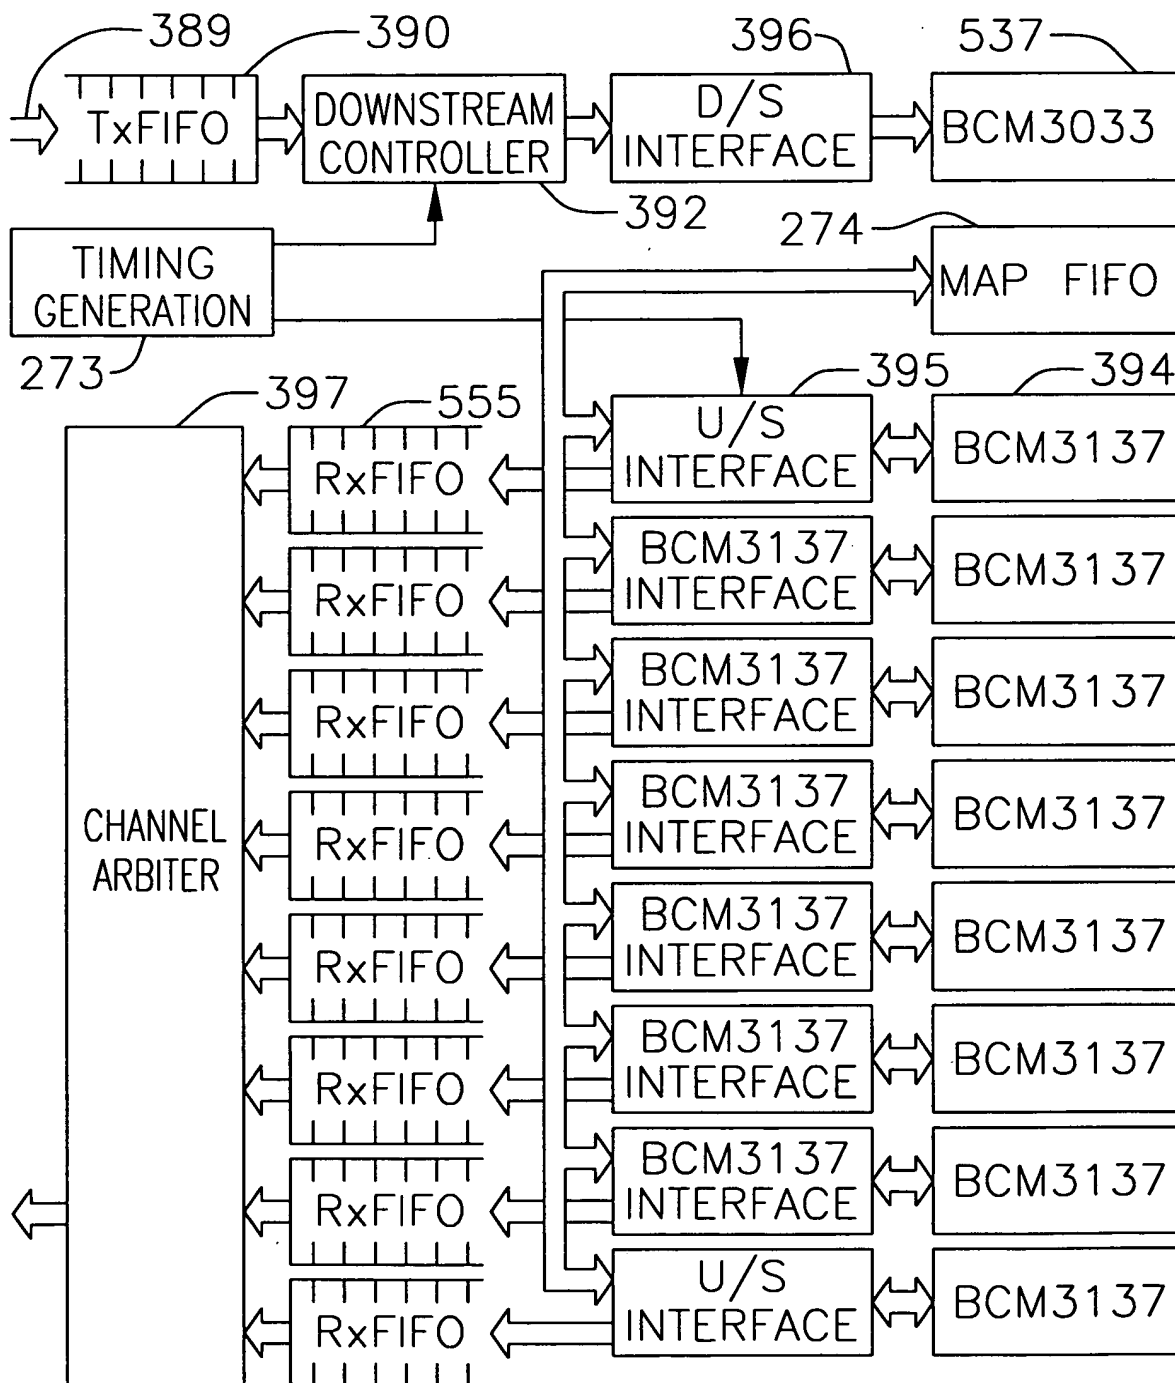 389
390
396
537
TxFIFO
DOWNSTREAM
CONTROLLER
D/S
INTERFACE
BCM3033
392
274
TIMING
GENERATION
MAP FIFO
273
397
555
395
394
RxFIFO
U/S
INTERFACE
BCM3137
RxFIFO
BCM3137
INTERFACE
BCM3137
RxFIFO
BCM3137
INTERFACE
BCM3137
CHANNEL
ARBITER
RxFIFO
BCM3137
INTERFACE
BCM3137
RxFIFO
BCM3137
INTERFACE
BCM3137
RxFIFO
BCM3137
INTERFACE
BCM3137
RxFIFO
BCM3137
INTERFACE
BCM3137
RxFIFO
U/S
INTERFACE
BCM3137